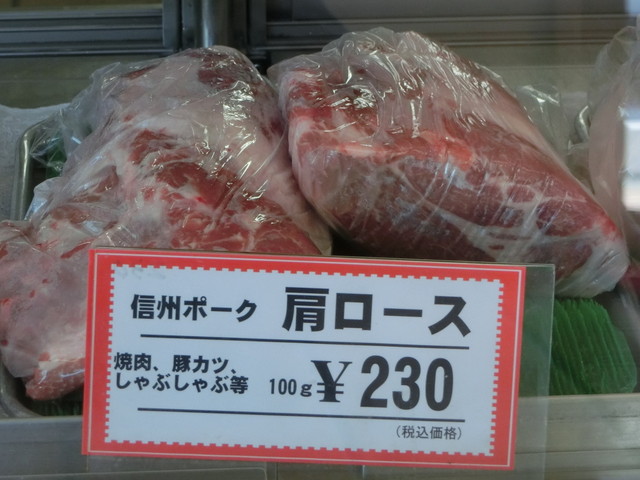 信州ポーク 肩ロース
焼肉、豚カツ、
しゃぶしゃぶ等 100g ¥230
(税込価格)